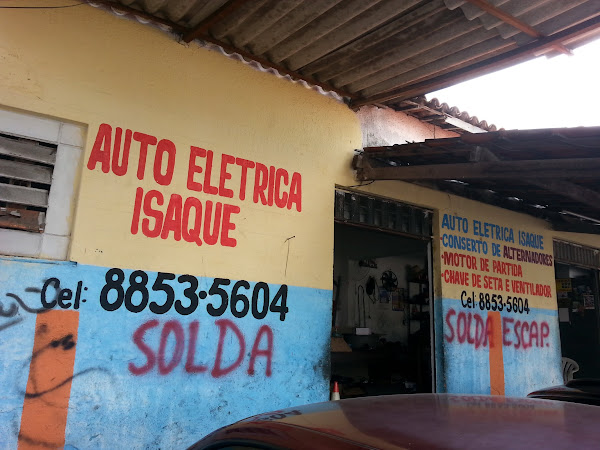 AUTO ELETRICA
ISAQUE
Cel: 8853-5604
SOLDA
AUTO ELETRICA ISAQUE
•CONSERTO DE ALTERNADORES
•MOTOR DE PARTIDA
•CHAVE DE SETA E VENTILADOR
Cel 8853-5604
SOLDA ESCAP.